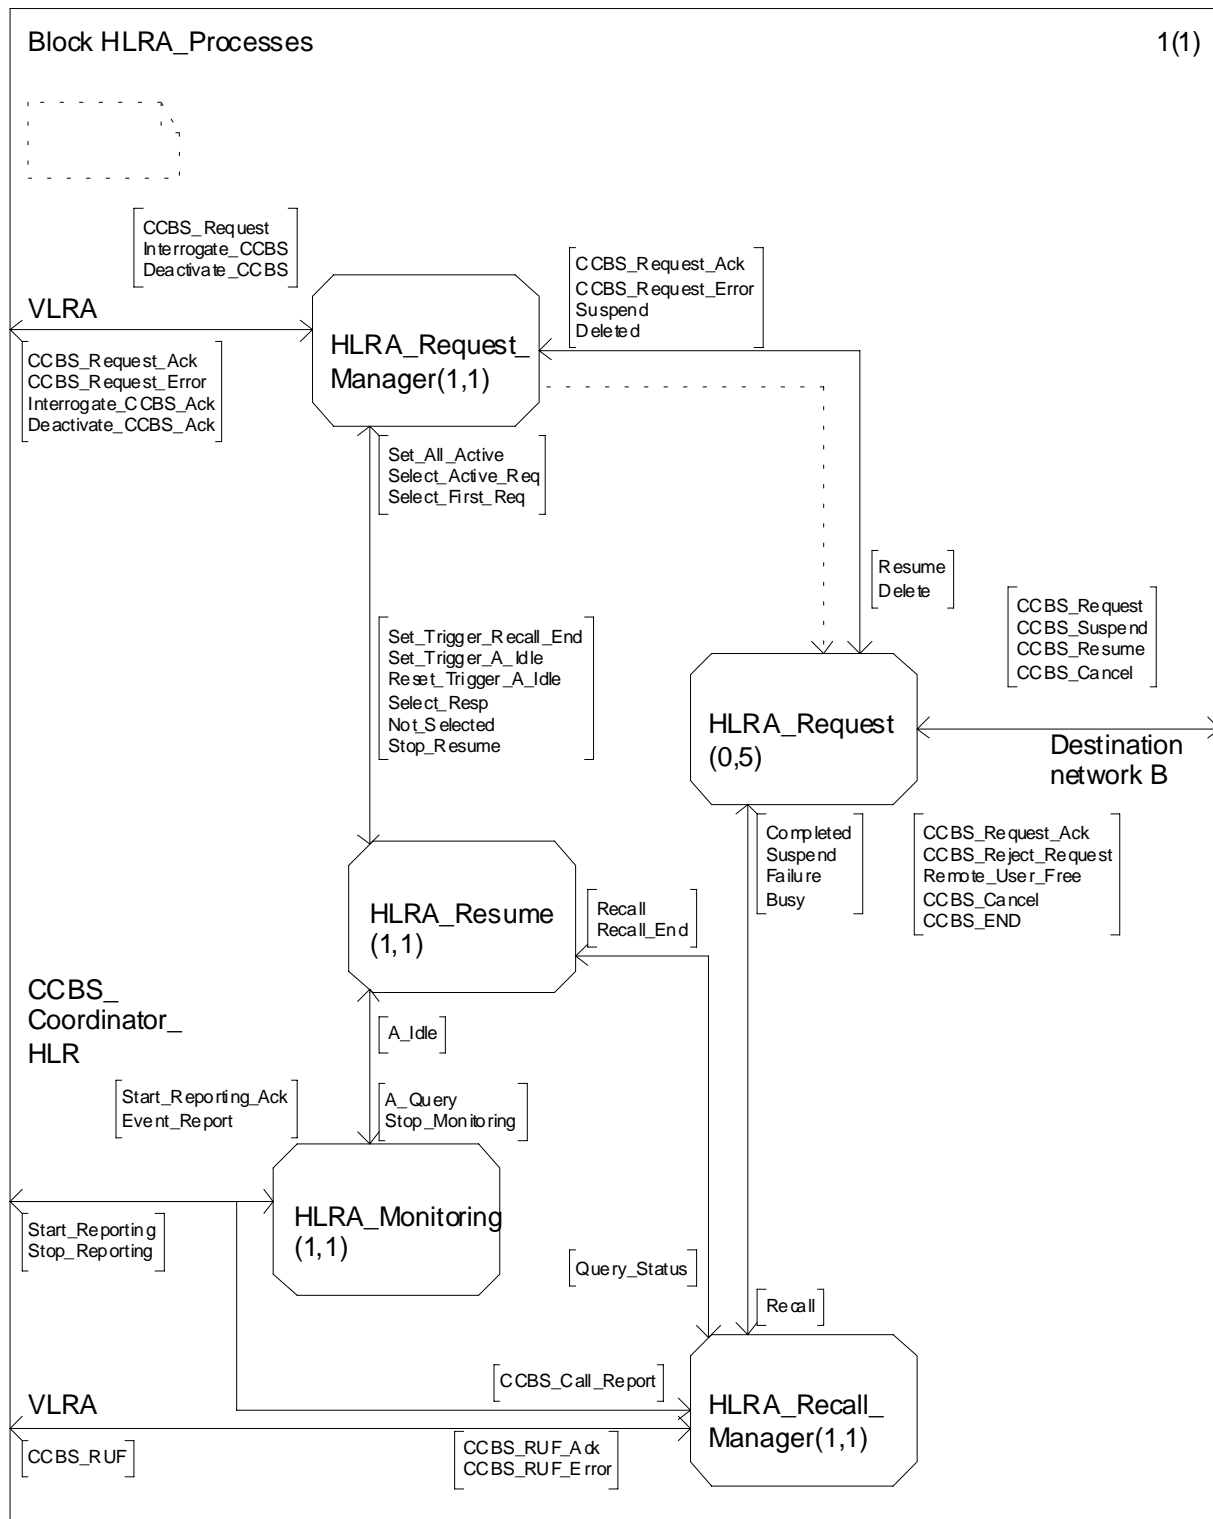 Block HLRA_Processes
1(1)
CCBS_Request
Interrogate_CCBS
Deactivate_CCBS
CCBS_Request_Ack
CCBS_Request_Error
Suspend
Deleted
VLRA
HLRA_Request_
Manager(1,1)
CCBS_Request_Ack
CCBS_Request_Error
Interrogate_CCBS_Ack
Deactivate_CCBS_Ack
Set_All_Active
Select_Active_Req
Select_First_Req
Resume
Delete
CCBS_Request
CCBS_Suspend
CCBS_Resume
CCBS_Cancel
Set_Trigger_Recall_End
Set_Trigger_A_Idle
Reset_Trigger_A_Idle
Select_Resp
Not_Selected
Stop_Resume
HLRA_Request
(0,5)
Destination
network B
Completed
Suspend
Failure
Busy
CCBS_Request_Ack
CCBS_Reject_Request
Remote_User_Free
CCBS_Cancel
CCBS_END
HLRA_Resume
(1,1)
Recall
Recall_End
CCBS_
Coordinator_
HLR
A_Idle
Start_Reporting_Ack
Event_Report
A_Query
Stop_Monitoring
HLRA_Monitoring
(1,1)
Start_Reporting
Stop_Reporting
Query_Status
Recall
CCBS_Call_Report
VLRA
HLRA_Recall_
Manager(1,1)
CCBS_RUF
CCBS_RUF_Ack
CCBS_RUF_Error